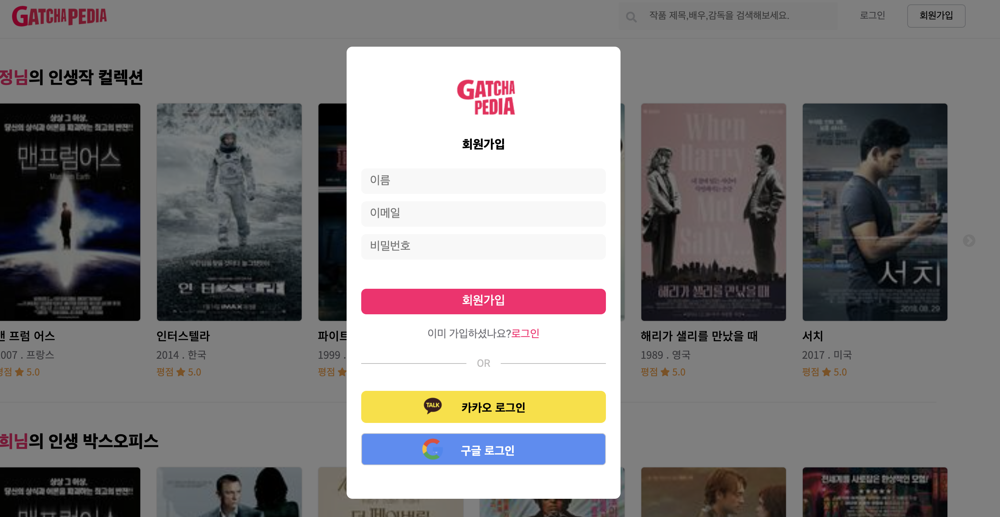 GATCHAPEDIA
작품 제목,배우,감독을 검색해보세요.
로그인
회원가입
정님의 인생작 컬렉션
상상 그 이상,
당신의 상식과 이론을 파괴하는 최고의 반전!!
맨프럼어스
Man from Earth
인터스텔라
IMAX
When
Harry
Met
Sally...
해리가 샐리를 만났을 때
서치
2018.08.29
프럼 어스
007 . 프랑스
평점 5.0
인터스텔라
2014 . 한국
평점 5.0
파이트
1999 .
평점
해리가 샐리를 만났을 때
1989 . 영국
평점 5.0
서치
2017 . 미국
평점 5.0
GATCHA
PEDIA
회원가입
이름
이메일
비밀번호
회원가입
이미 가입하셨나요?로그인
OR
TALK
카카오 로그인
G
구글 로그인
희님의 인생 박스오피스
상상 그 이상,
당신의 상식과 이론을 파괴하는 최고의 반전!!
맨프럼어스
전세계를 사로잡은 환상적인 모험!